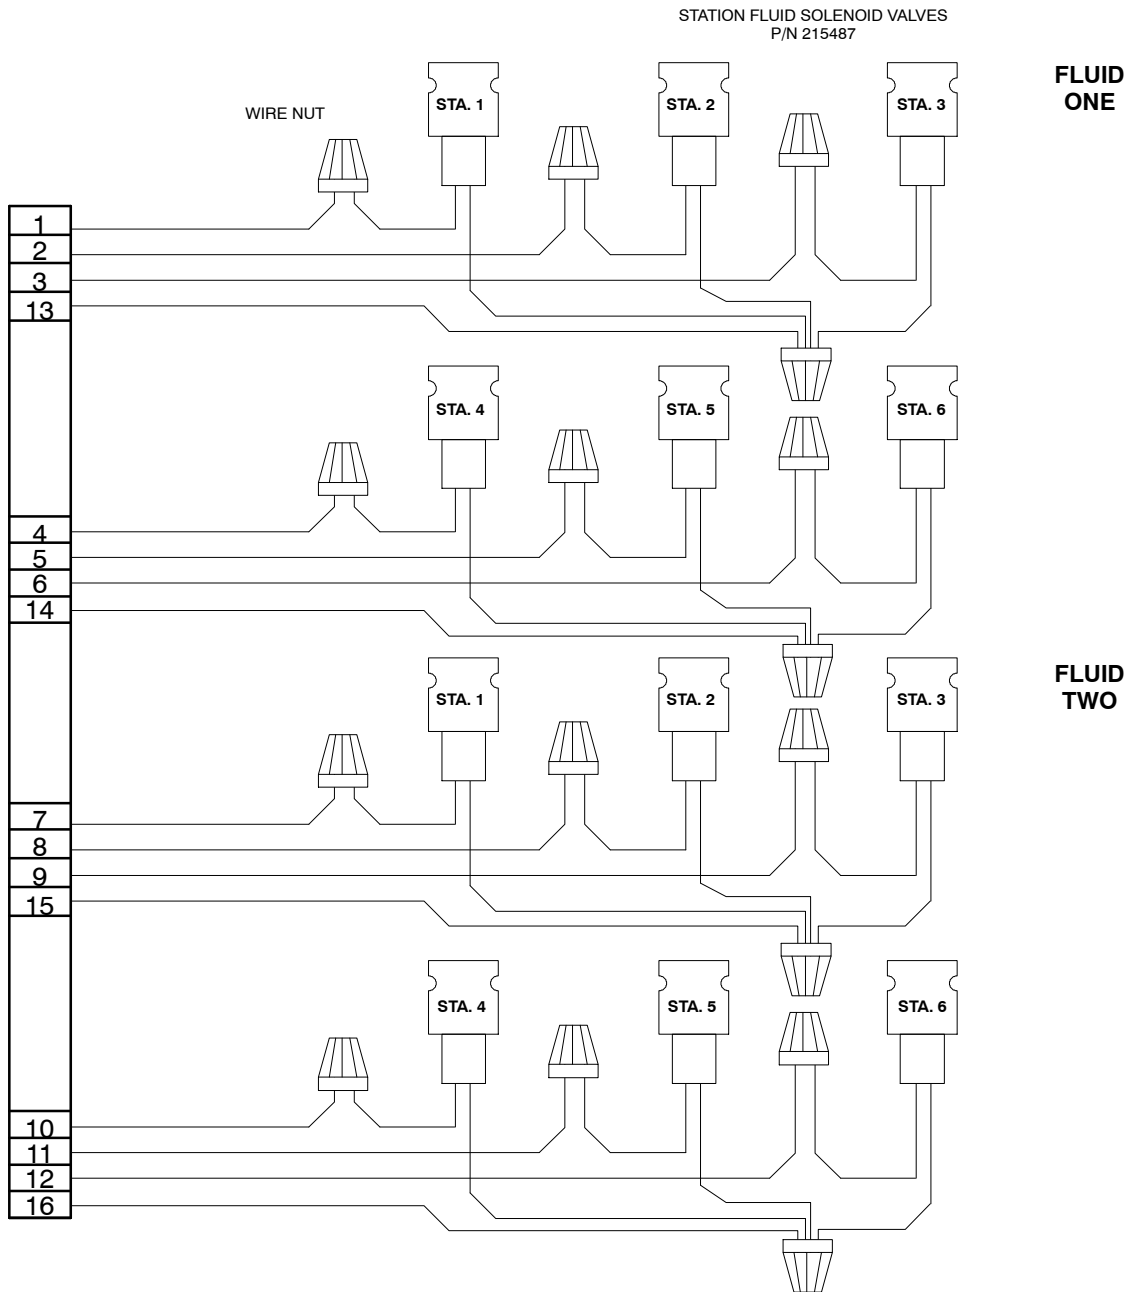 STATION FLUID SOLENOID VALVES
P/N 215487
FLUID
ONE
WIRE NUT
STA. 1
STA. 2
STA. 3
1
2
3
13
STA. 4
STA. 5
STA. 6
4
5
6
14
FLUID
TWO
STA. 1
STA. 2
STA. 3
7
8
9
15
STA. 4
STA. 5
STA. 6
10
11
12
16